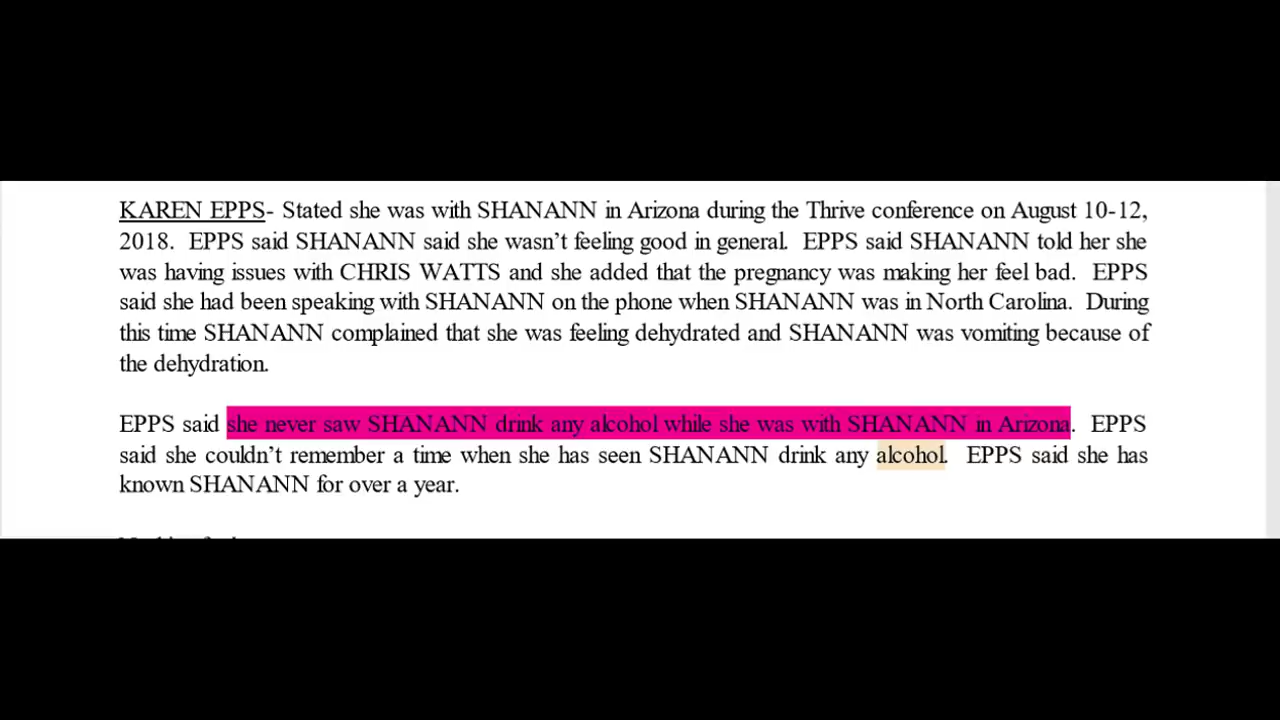 KAREN EPPS- Stated she was with SHANANN in Arizona during the Thrive conference on August 10-12,
2018. EPPS said SHANANN said she wasn't feeling good in general. EPPS said SHANANN told her she
was having issues with CHRIS WATTS and she added that the pregnancy was making her feel bad. EPPS
said she had been speaking with SHANANN on the phone when SHANANN was in North Carolina. During
this time SHANANN complained that she was feeling dehydrated and SHANANN was vomiting because of
the dehydration.
EPPS said she never saw SHANANN drink any alcohol while she was with SHANANN in Arizona. EPPS
said she couldn't remember a time when she has seen SHANANN drink any alcohol. EPPS said she has
known SHANANN for over a year.